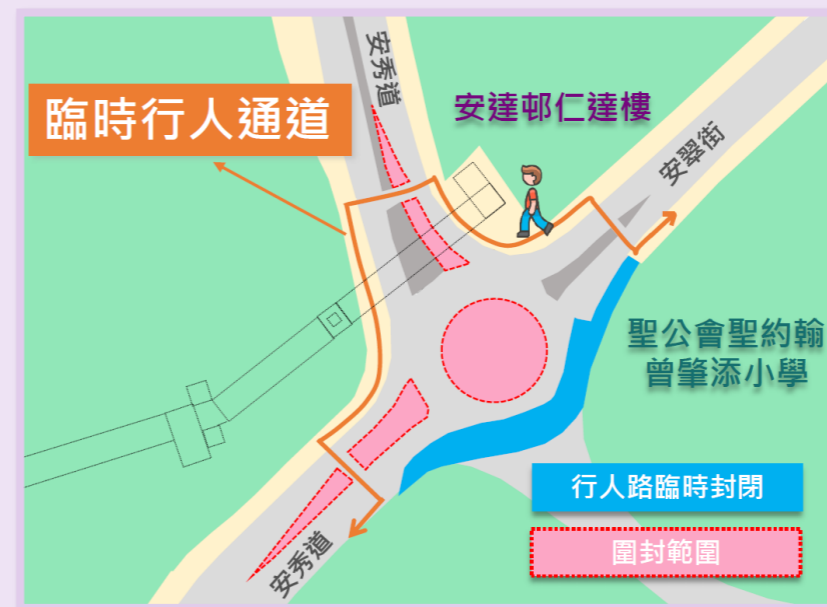 安秀道
臨時行人通道
安達邨仁達樓
安翠街
聖公會聖約翰
曾肇添小學
行人路臨時封閉
圍封範圍
安秀道